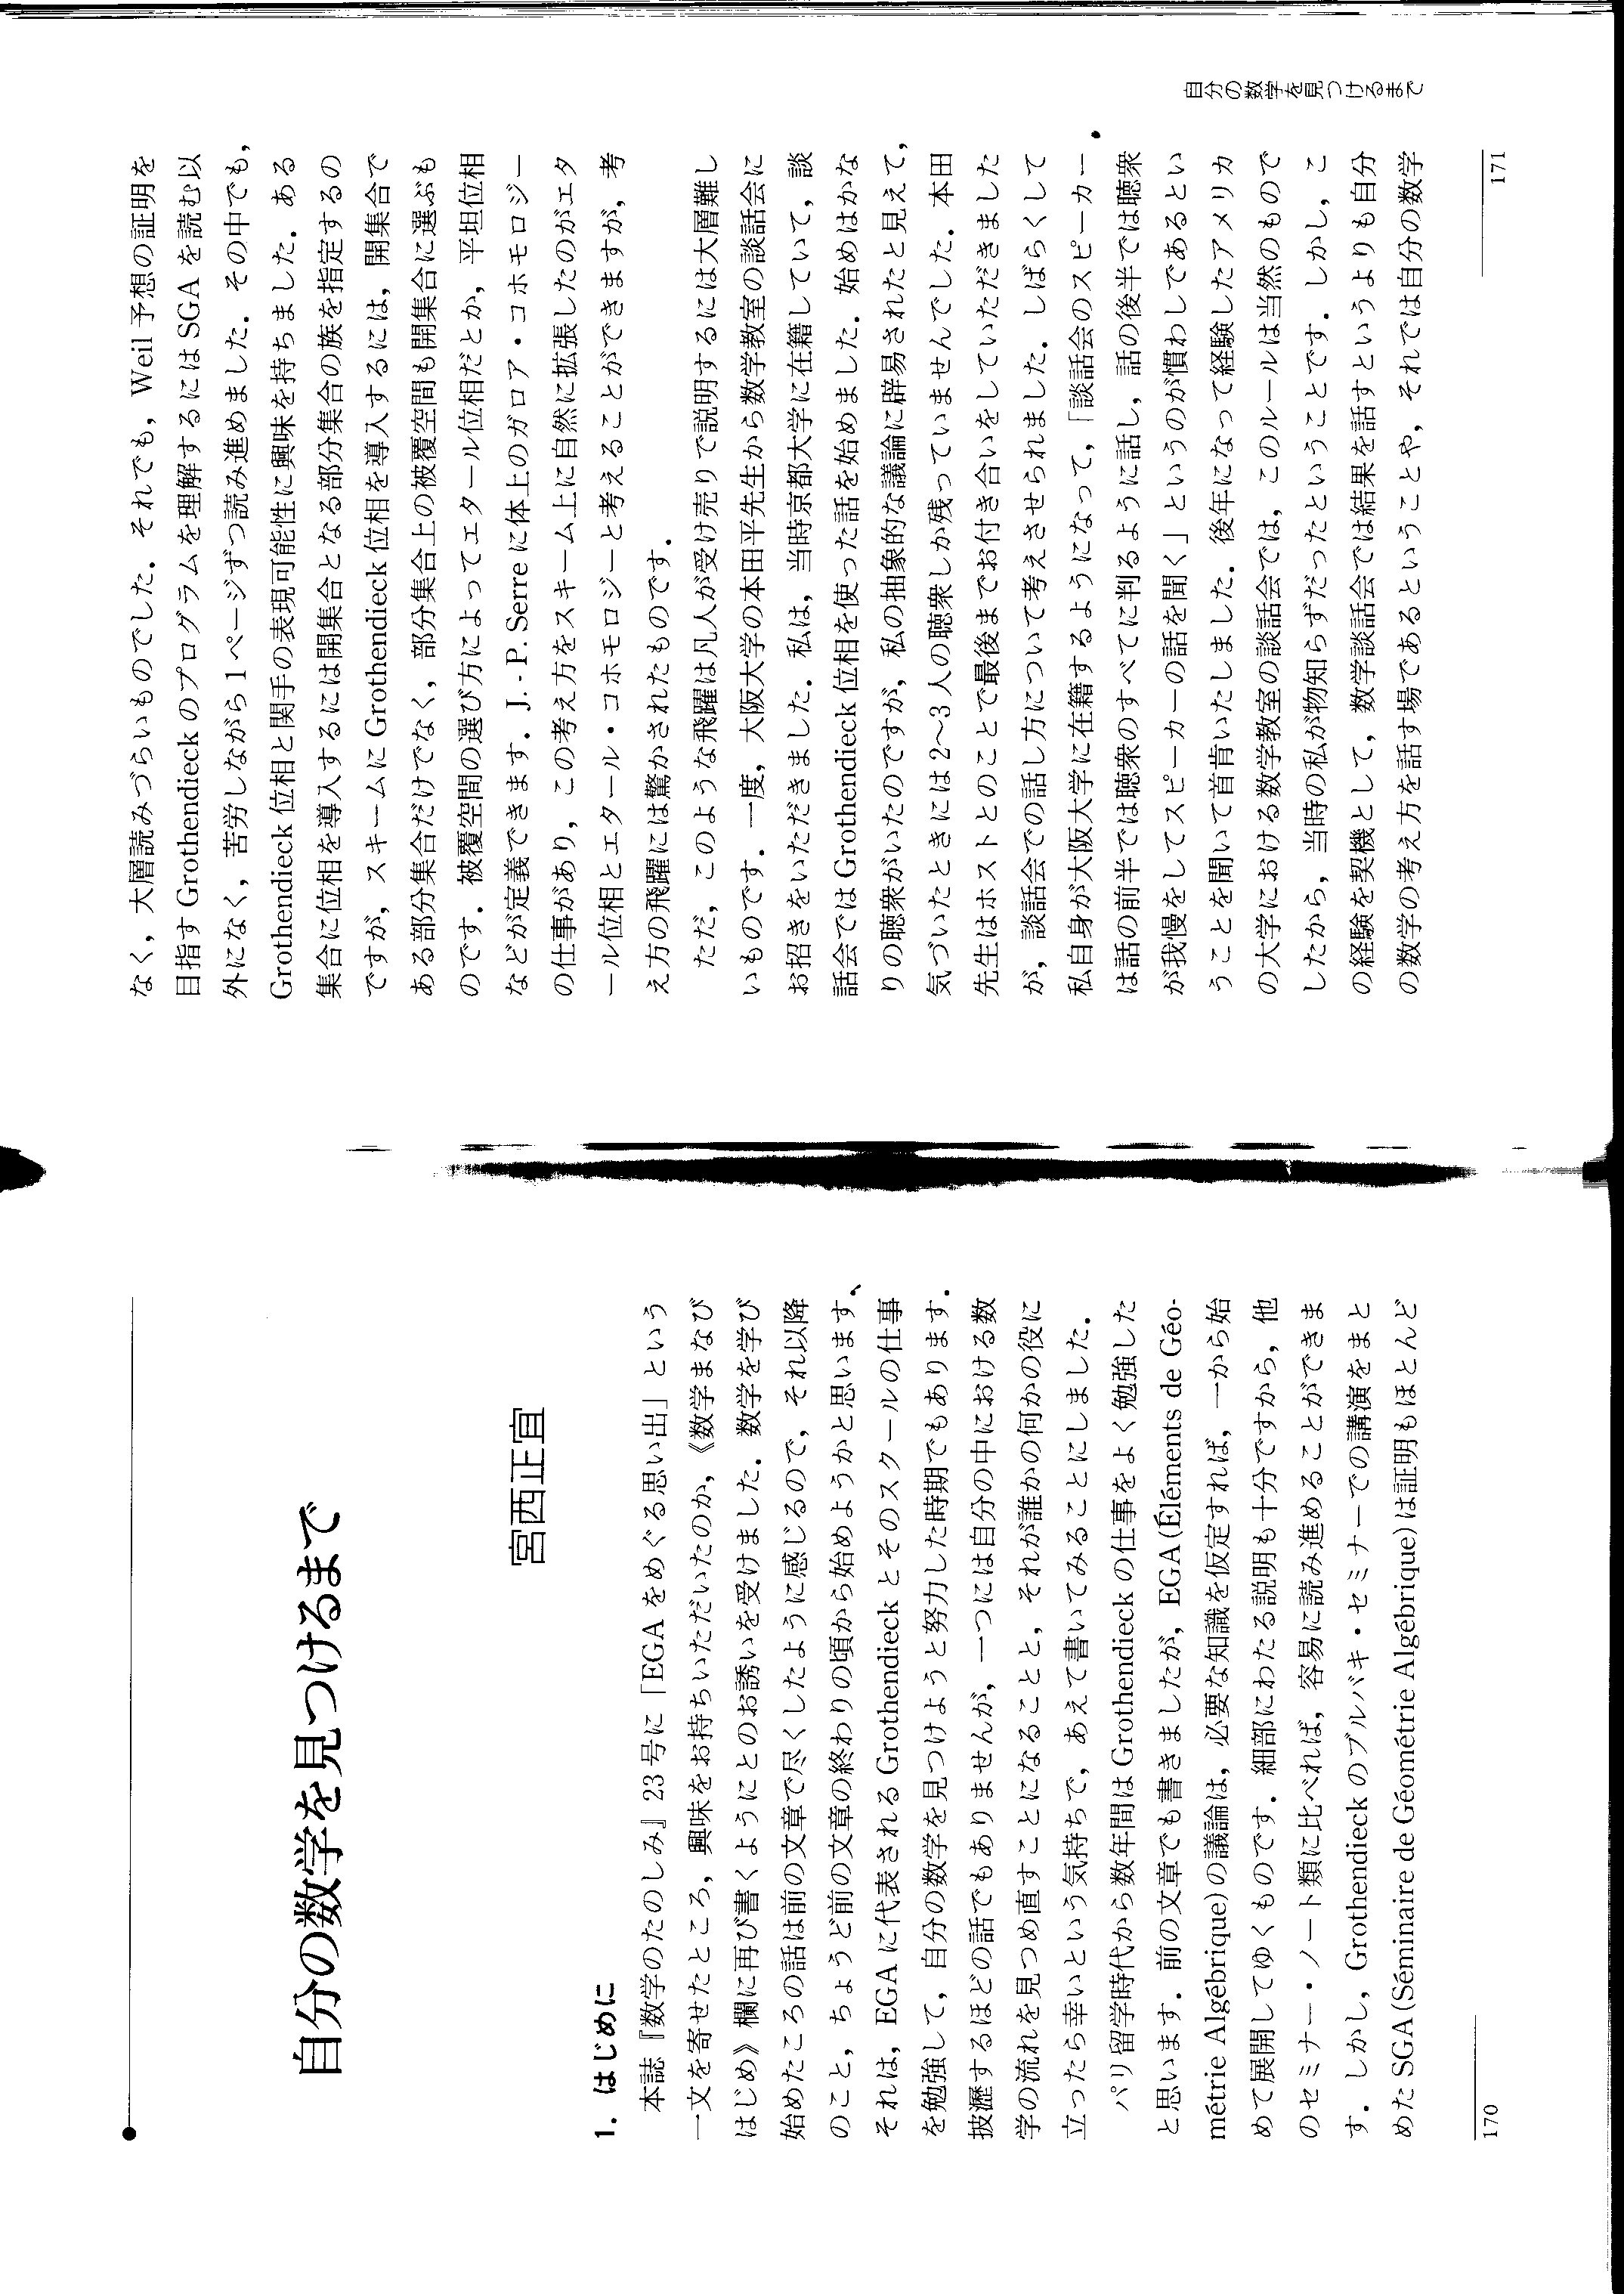 自分の数学を見つけるまで
宮西正宜
1. はじめに
本誌『数学のたのしみ』23号に「EGAをめぐる思い出」という
一文を寄せたところ，興味をお持ちいただいたのか，《数学まなび
はじめ》欄に再び書くようにとのお誘いを受けました．数学を学び
始めたころの話は前の文章で尽くしたように感じるので，それ以降
のこと，ちょうど前の文章の終わりの頃から始めようかと思います．
それは，EGAに代表されるGrothendieckとそのスクールの仕事
を勉強して，自分の数学を見つけようと努力した時期でもあります．
披瀝するほどの話でもありませんが，一つには自分の中における数
学の流れを見つめ直すことになることと，それが誰かの何かの役に
立ったら幸いという気持ちで，あえて書いてみることにしました．
パリ留学時代から数年間はGrothendieckの仕事をよく勉強した
と思います．前の文章でも書きましたが，EGA(Éléments de Géo-
métrie Algébrique)の議論は，必要な知識を仮定すれば，一から始
めて展開してゆくものです．細部にわたる説明も十分ですから，他
のセミナー・ノート類に比べれば，容易に読み進めることができま
す．しかし，Grothendieckのブルバキ・セミナーでの講演をまと
めたSGA(Séminaire de Géométrie Algébrique)は証明もほとんど
170
なく，大層読みづらいものでした．それでも，Weil予想の証明を
目指すGrothendieckのプログラムを理解するにはSGAを読む以
外になく，苦労しながら1ページずつ読み進めました．その中でも，
Grothendieck位相と関手の表現可能性に興味を持ちました．ある
集合に位相を導入するには開集合となる部分集合の族を指定するの
ですが，スキームにGrothendieck位相を導入するには，開集合で
ある部分集合だけでなく，部分集合上の被覆空間も開集合に選ぶも
のです．被覆空間の選び方によってエタール位相だとか，平坦位相
などが定義できます．J.-P. Serreに体上のガロア・コホモロジー
の仕事があり，この考え方をスキーム上に自然に拡張したのがエタ
ール位相とエタール・コホモロジーと考えることができますが，考
え方の飛躍には驚かされたものです．
ただ，このような飛躍は凡人が受け売りで説明するには大層難し
いものです．一度，大阪大学の本田平先生から数学教室の談話会に
お招きをいただきました．私は，当時京都大学に在籍していて，談
話会ではGrothendieck位相を使った話を始めました．始めはかな
りの聴衆がいたのですが，私の抽象的な議論に辟易されたと見えて，
気づいたときには2〜3人の聴衆しか残っていませんでした．本田
先生はホストとのことで最後までお付き合いをしていただきました
が，談話会での話し方について考えさせられました．しばらくして
私自身が大阪大学に在籍するようになって，「談話会のスピーカー
は話の前半では聴衆のすべてに判るように話し，話の後半では聴衆
が我慢をしてスピーカーの話を聞く」というのが慣わしであるとい
うことを聞いて首肯いたしました．後年になって経験したアメリカ
の大学における数学教室の談話会では，このルールは当然のもので
したから，当時の私が物知らずだったということです．しかし，こ
の経験を契機として，数学談話会では結果を話すというよりも自分
の数学の考え方を話す場であるということや，それでは自分の数学
自分の数学を見つけるまで
171